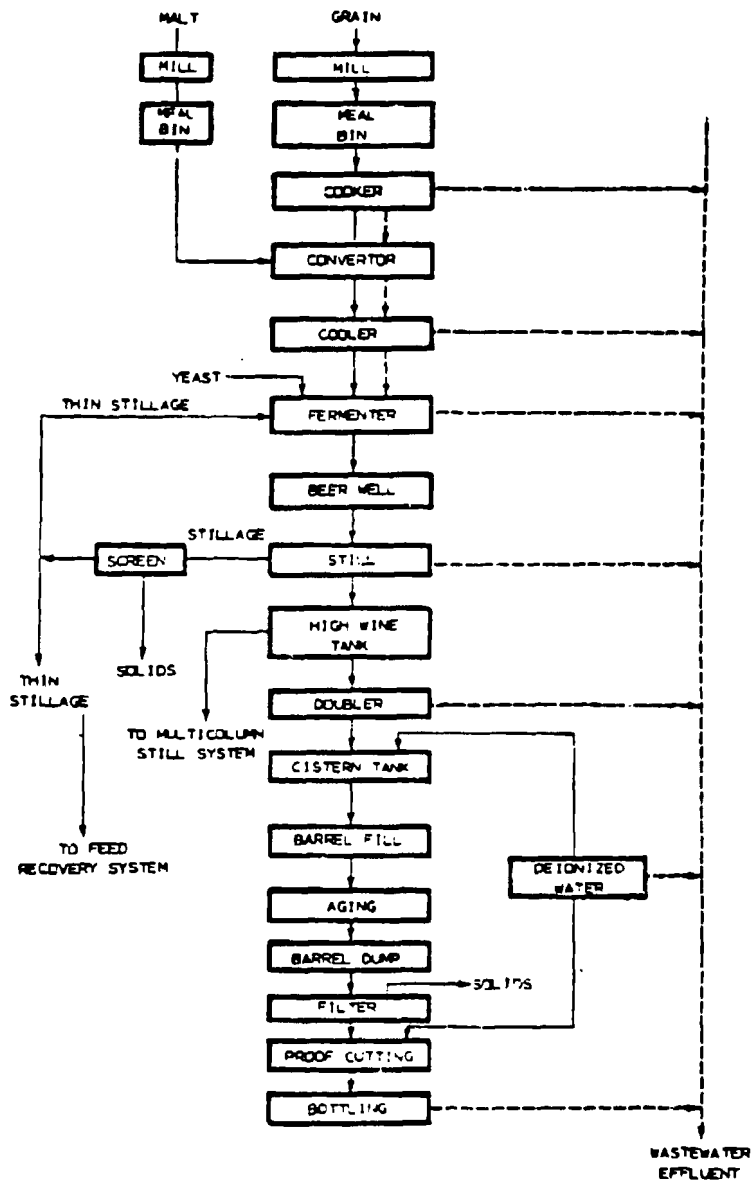 MALT
GRAIN
MILL
MILL
MEAL
BIN
MEAL
BIN
COOKER
CONVERTOR
COOLER
YEAST
THIN STILLAGE
FERMENTER
BEER WELL
STILLAGE
SCREEN
STILL
HIGH WINE
TANK
SOLIDS
THIN
STILLAGE
DOUBLER
TO MULTICOLUMN
STILL SYSTEM
CISTERN TANK
BARREL FILL
TO FEED
RECOVERY SYSTEM
DEIONIZED
WATER
AGING
BARREL DUMP
SOLIDS
FILTER
PROOF CUTTING
BOTTLING
WASTEWATER
EFFLUENT